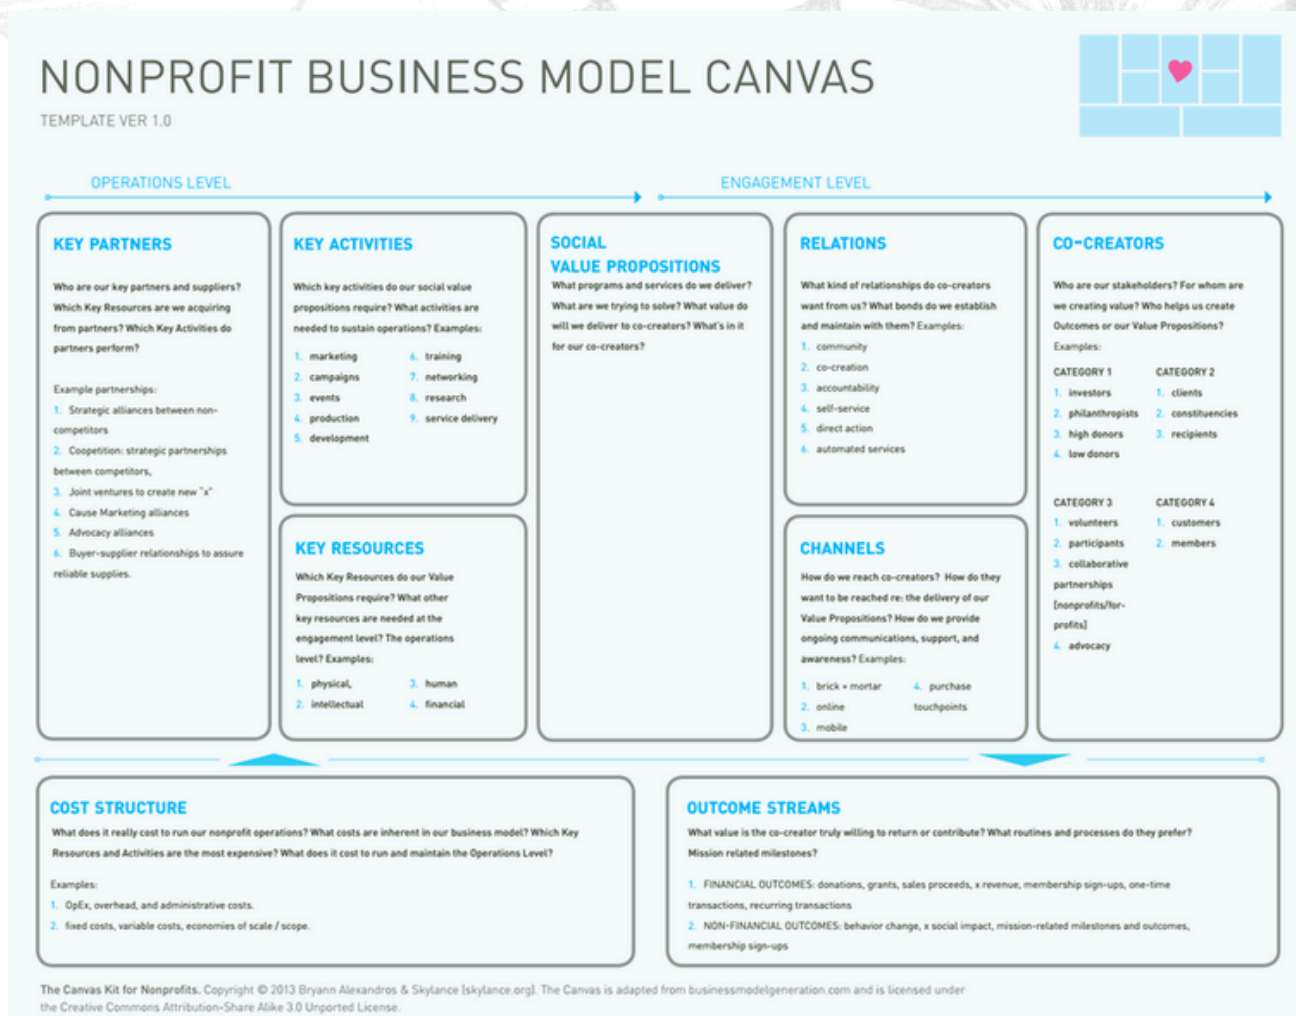 NONPROFIT BUSINESS MODEL CANVAS
TEMPLATE VER 1.0
OPERATIONS LEVEL
ENGAGEMENT LEVEL
KEY PARTNERS
Who are our key partners and suppliers?
Which Key Resources are we acquiring
from partners? Which Key Activities do
partners perform?
Example partnerships:
1. Strategic alliances between non-
competitors
2. Coopetition: strategic partnerships
between competitors,
3. Joint ventures to create new "x"
4. Cause Marketing alliances
5. Advocacy alliances
6. Buyer-supplier relationships to assure
reliable supplies.
KEY ACTIVITIES
Which key activities do our social value
propositions require? What activities are
needed to sustain operations? Examples:
1. marketing
2. campaigns
3. events
4. production
5. development
6. training
7. networking
8. research
9. service delivery
KEY RESOURCES
Which Key Resources do our Value
Propositions require? What other
key resources are needed at the
engagement level? The operations
level? Examples:
1. physical,
2. intellectual
3. human
4. financial
SOCIAL
VALUE PROPOSITIONS
What programs and services do we deliver?
What are we trying to solve? What value do
will we deliver to co-creators? What's in it
for our co-creators?
RELATIONS
What kind of relationships do co-creators
want from us? What bonds do we establish
and maintain with them? Examples:
1. community
2. co-creation
3. accountability
4. self-service
5. direct action
6. automated services
CHANNELS
How do we reach co-creators? How do they
want to be reached re: the delivery of our
Value Propositions? How do we provide
ongoing communications, support, and
awareness? Examples:
1. brick + mortar
2. online
3. mobile
4. purchase
touchpoints
CO-CREATORS
Who are our stakeholders? For whom are
we creating value? Who helps us create
Outcomes or our Value Propositions?
Examples:
CATEGORY 1
1. investors
2. philanthropists
3. high donors
4. low donors
CATEGORY 2
1. clients
2. constituencies
3. recipients
CATEGORY 3
1. volunteers
2. participants
3. collaborative
partnerships
[nonprofits/for-
profits]
4. advocacy
CATEGORY 4
1. customers
2. members
COST STRUCTURE
What does it really cost to run our nonprofit operations? What costs are inherent in our business model? Which Key
Resources and Activities are the most expensive? What does it cost to run and maintain the Operations Level?
Examples:
1. OpEx, overhead, and administrative costs.
2. fixed costs, variable costs, economies of scale / scope.
OUTCOME STREAMS
What value is the co-creator truly willing to return or contribute? What routines and processes do they prefer?
Mission related milestones?
1. FINANCIAL OUTCOMES: donations, grants, sales proceeds, x revenue, membership sign-ups, one-time
transactions, recurring transactions
2. NON-FINANCIAL OUTCOMES: behavior change, x social impact, mission-related milestones and outcomes,
membership sign-ups
The Canvas Kit for Nonprofits. Copyright © 2013 Bryann Alexandros & Skylance [skylance.org]. The Canvas is adapted from businessmodelgeneration.com and is licensed under
the Creative Commons Attribution-Share Alike 3.0 Unported License.